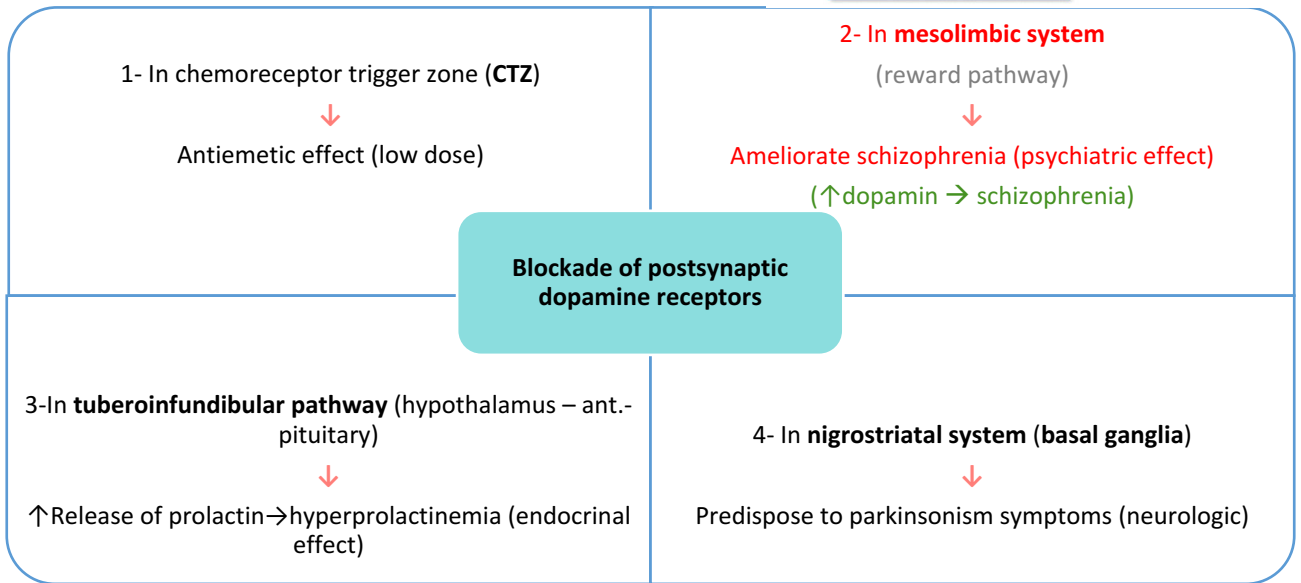 1- In chemoreceptor trigger zone (CTZ)
↓
Antiemetic effect (low dose)
2- In mesolimbic system
(reward pathway)
↓
Ameliorate schizophrenia (psychiatric effect)
(↑dopamin → schizophrenia)
Blockade of postsynaptic
dopamine receptors
3-In tuberoinfundibular pathway (hypothalamus – ant.-
pituitary)
↓
↑Release of prolactin→hyperprolactinemia (endocrinal
effect)
4- In nigrostriatal system (basal ganglia)
↓
Predispose to parkinsonism symptoms (neurologic)